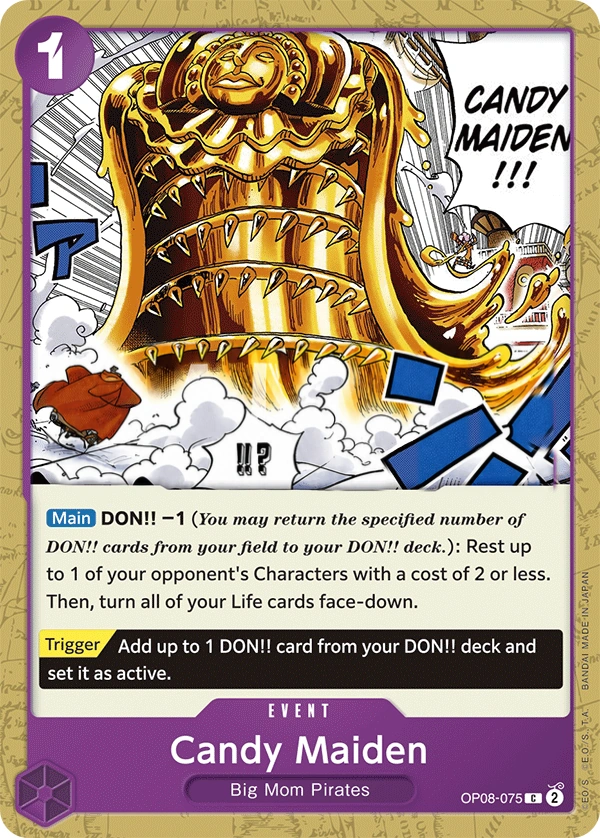 DLICHES EISMEER
1
CANDY
MAIDEN
!!!
ア
!!?
Main DON!! −1 (You may return the specified number of
DON!! cards from your field to your DON!! deck.): Rest up
to 1 of your opponent's Characters with a cost of 2 or less.
Then, turn all of your Life cards face-down.
Trigger Add up to 1 DON!! card from your DON!! deck and
set it as active.
EVENT
Candy Maiden
Big Mom Pirates
OP08-075 C 2
©E.O./S. ©E.O./S.,T.A. BANDAI MADE IN JAPAN